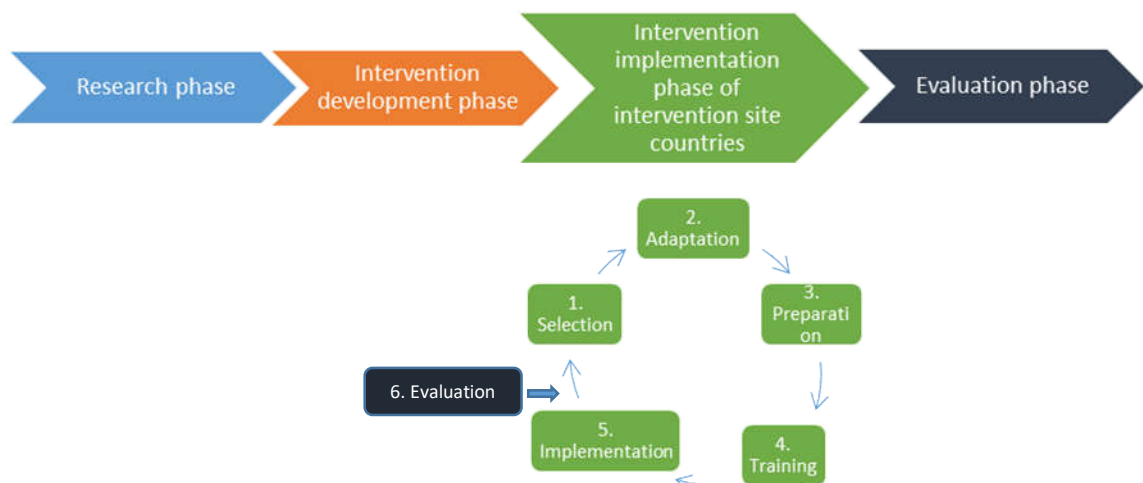 Research phase
Intervention
development phase
Intervention
implementation
phase of
intervention site
countries
Evaluation phase
2.
Adaptation
1.
Selection
3.
Preparati
on
6. Evaluation
5.
Implementation
4.
Training